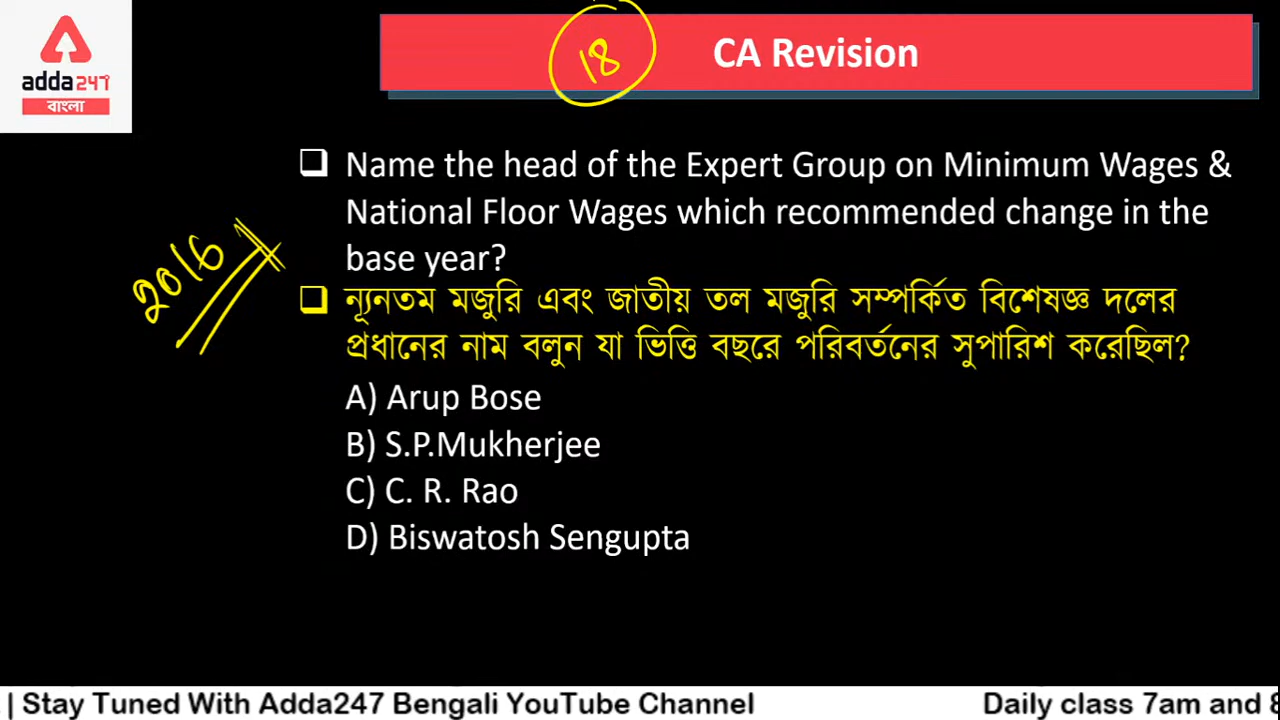 adda247
বাংলা
18
CA Revision
Name the head of the Expert Group on Minimum Wages &
National Floor Wages which recommended change in the
base year?
2016
ন্যূনতম মজুরি এবং জাতীয় তল মজুরি সম্পর্কিত বিশেষজ্ঞ দলের
প্রধানের নাম বলুন যা ভিত্তি বছরে পরিবর্তনের সুপারিশ করেছিল?
A) Arup Bose
B) S.P.Mukherjee
C) C. R. Rao
D) Biswatosh Sengupta
| Stay Tuned With Adda247 Bengali YouTube Channel
Daily class 7am and 8